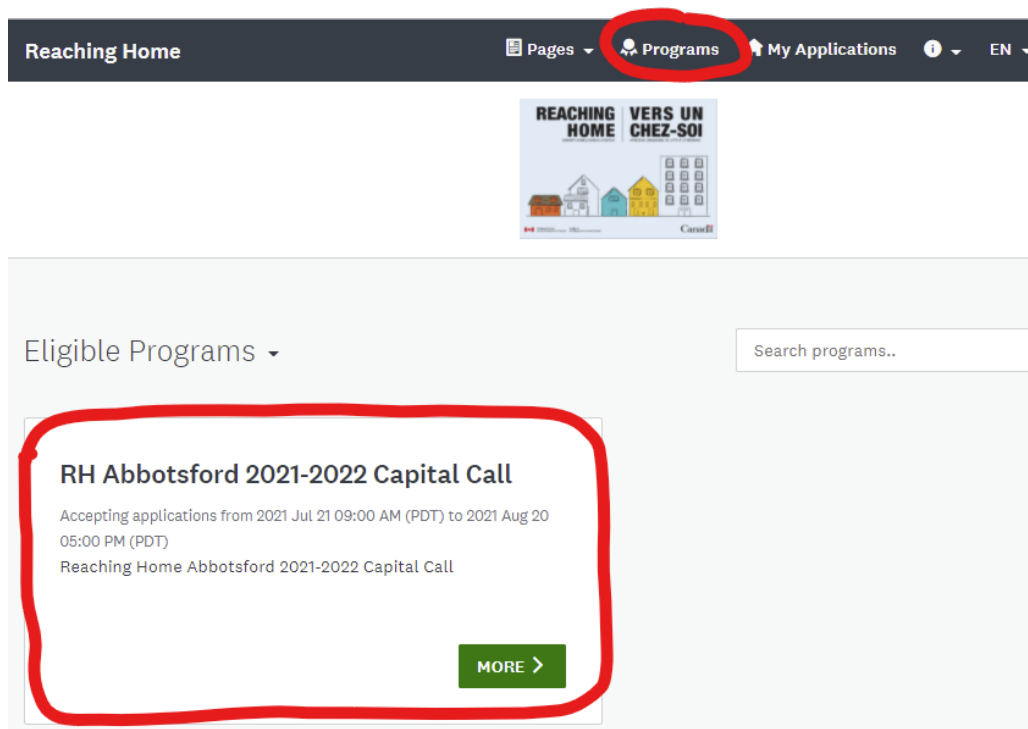 Reaching Home
Pages
Programs
My Applications
EN
REACHING HOME
VERS UN CHEZ-SOI
Canada
Eligible Programs
Search programs..
RH Abbotsford 2021-2022 Capital Call
Accepting applications from 2021 Jul 21 09:00 AM (PDT) to 2021 Aug 20
05:00 PM (PDT)
Reaching Home Abbotsford 2021-2022 Capital Call
MORE